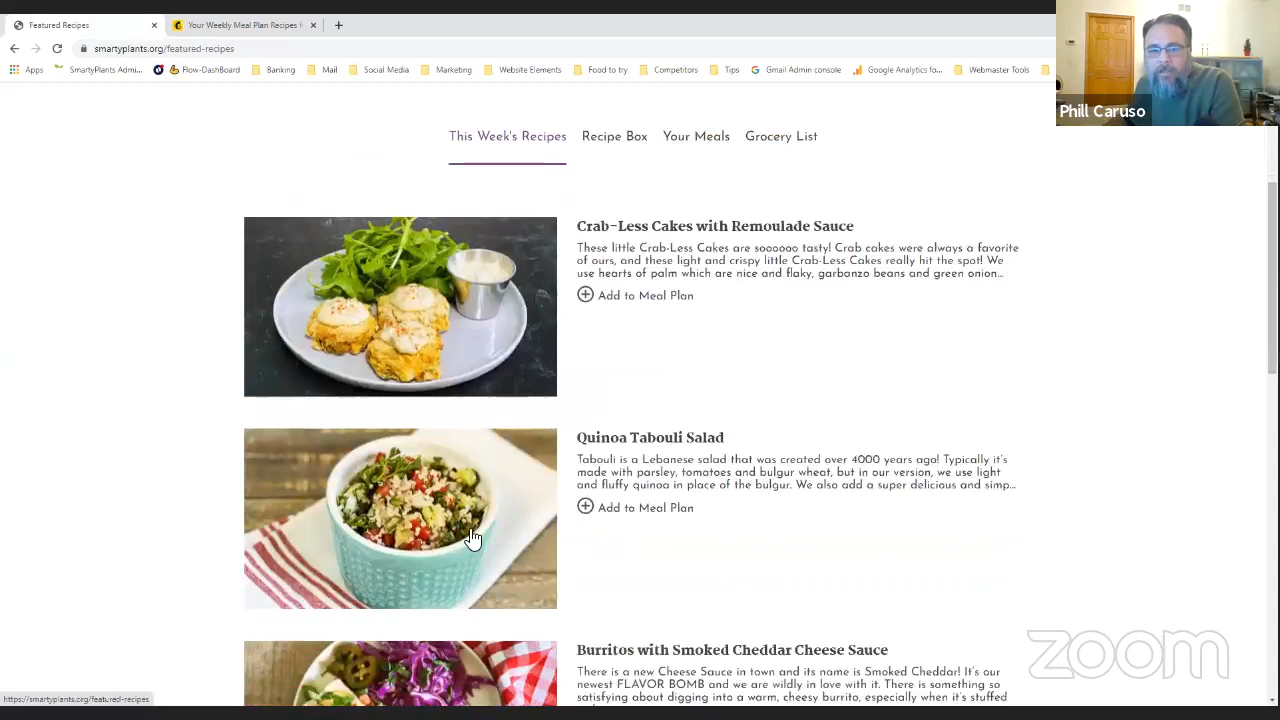 Featured Recipes
Your Weekly Meal Plan Recipes f
smartyplants.org/featured-recipes
Apps
SmartyPlants Admi...
Flow-DashBoard
Banking
Mail
Social Media
Marketing
Website Elements
Food to try
Competitors
Tips
Gmail Admin console
Google Analytics fo...
Webmaster Tools
Phill Caruso
This Week's Recipes
Recipe Box
Your Meals
Grocery List
Crab-Less Cakes with Remoulade Sauce
These little Crab-Less Cakes are soooooo tasty! Crab cakes were always a favorite
of ours, and these light and crispy little Crab-Less Cakes really hit the spot! We
use hearts of palm which are nice and flaky, garbanzo beans and green onion...
Add to Meal Plan
Quinoa Tabouli Salad
Tabouli is a Lebanese salad that was created over 4000 years ago! Typically it's
made with parsley, tomatoes and bulgur wheat, but in our version, we use light
and fluffy quinoa in place of the bulgur. We also add a super delicious and simp...
Add to Meal Plan
Burritos with Smoked Cheddar Cheese Sauce
There is a new Cheese Sauce in town and its name is Smoked Cheddar! It's our
newest FLAVOR BOMB and we are wildly in love with it. There is something so
satisfying about digging into a warm, cheesy burrito, especially when it's stuffed
zoom
https://smartyplants.org/featured-recipes